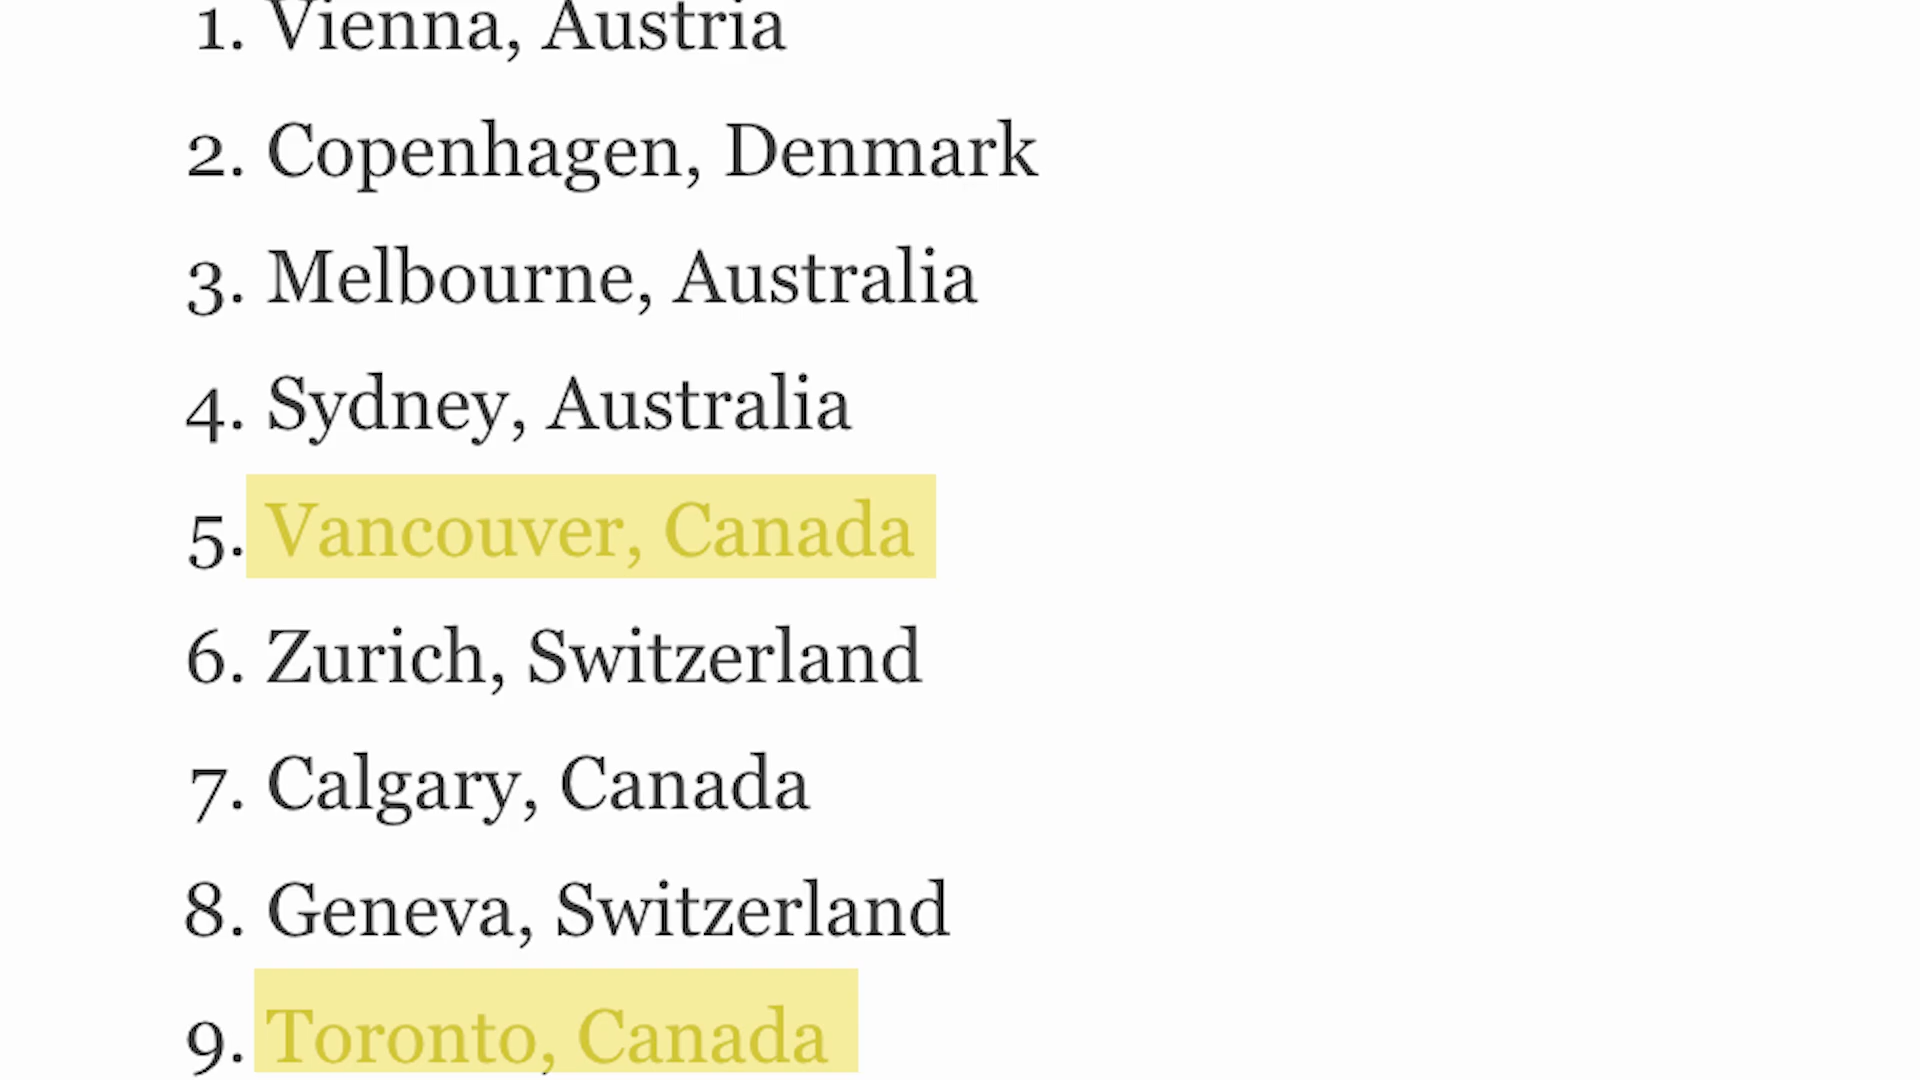 1. Vienna, Austria
2. Copenhagen, Denmark
3. Melbourne, Australia
4. Sydney, Australia
5. Vancouver, Canada
6. Zurich, Switzerland
7. Calgary, Canada
8. Geneva, Switzerland
9. Toronto, Canada